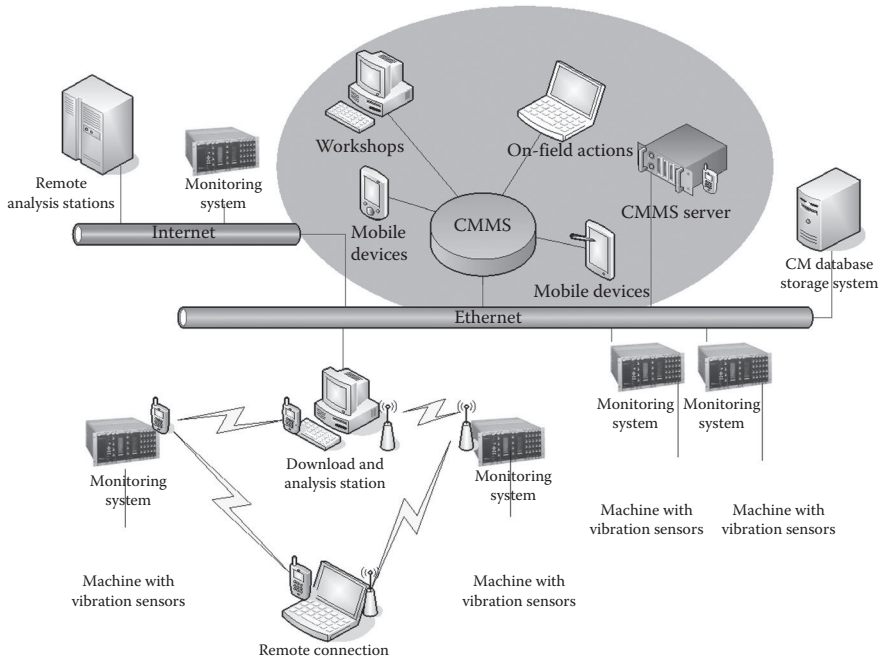 Workshops
On-field actions
CMMS server
Remote
analysis stations
Monitoring
system
Internet
Mobile
devices
CMMS
Mobile devices
CM database
storage system
Ethernet
Monitoring
system
Monitoring
system
Download and
analysis station
Monitoring
system
Monitoring
system
Machine with
vibration sensors
Machine with
vibration sensors
Machine with
vibration sensors
Machine with
vibration sensors
Remote connection